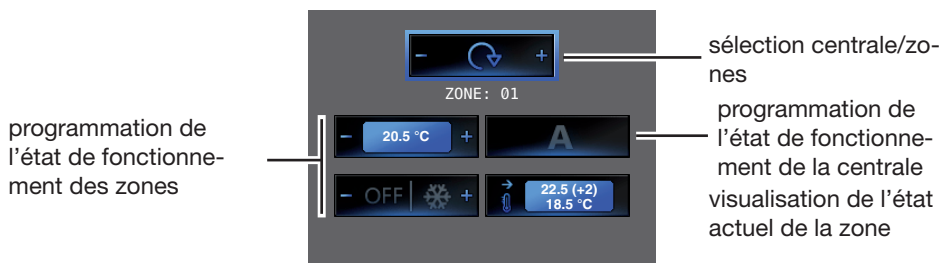 sélection centrale/zo-
nes
- +
ZONE: 01
programmation de
l'état de fonctionne-
ment des zones
- 20.5 °C +
A
programmation de
l'état de fonctionne-
ment de la centrale
- OFF +
22.5 (+2)
18.5 °C
visualisation de l'état
actuel de la zone